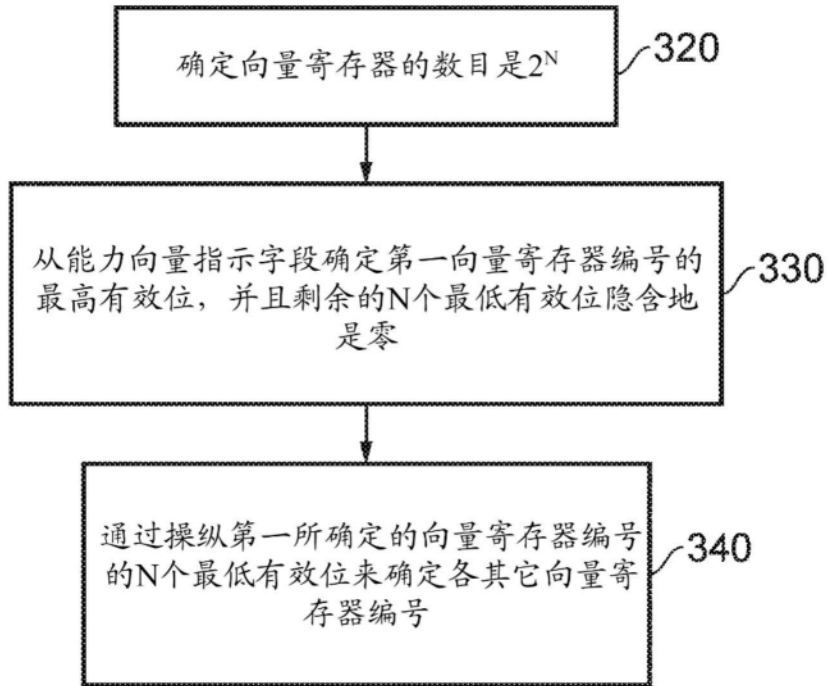 确定向量寄存器的数目是2^N
320
从能力向量指示字段确定第一向量寄存器编号的
最高有效位，并且剩余的N个最低有效位隐含地
是零
330
通过操纵第一所确定的向量寄存器编号
的N个最低有效位来确定各其它向量寄
存器编号
340